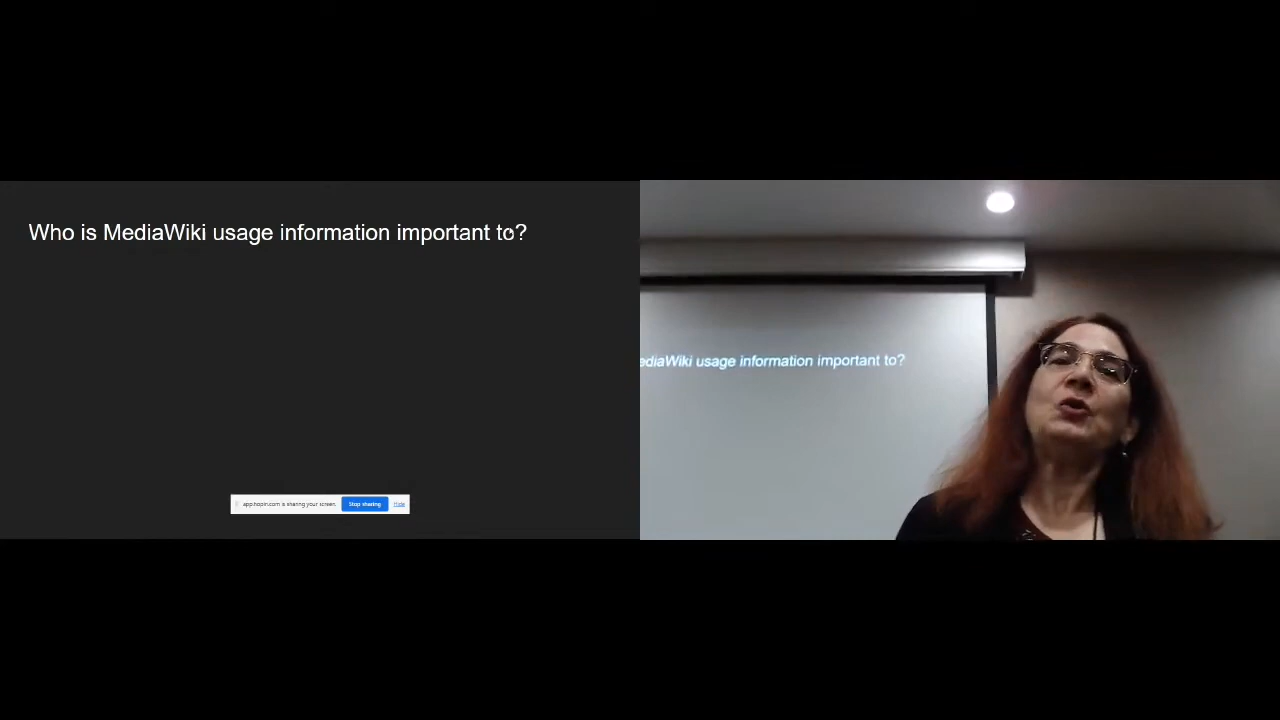 Who is MediaWiki usage information important to?
app.hopin.com is sharing your screen.
Stop sharing
Hide
ediaWiki usage information important to?